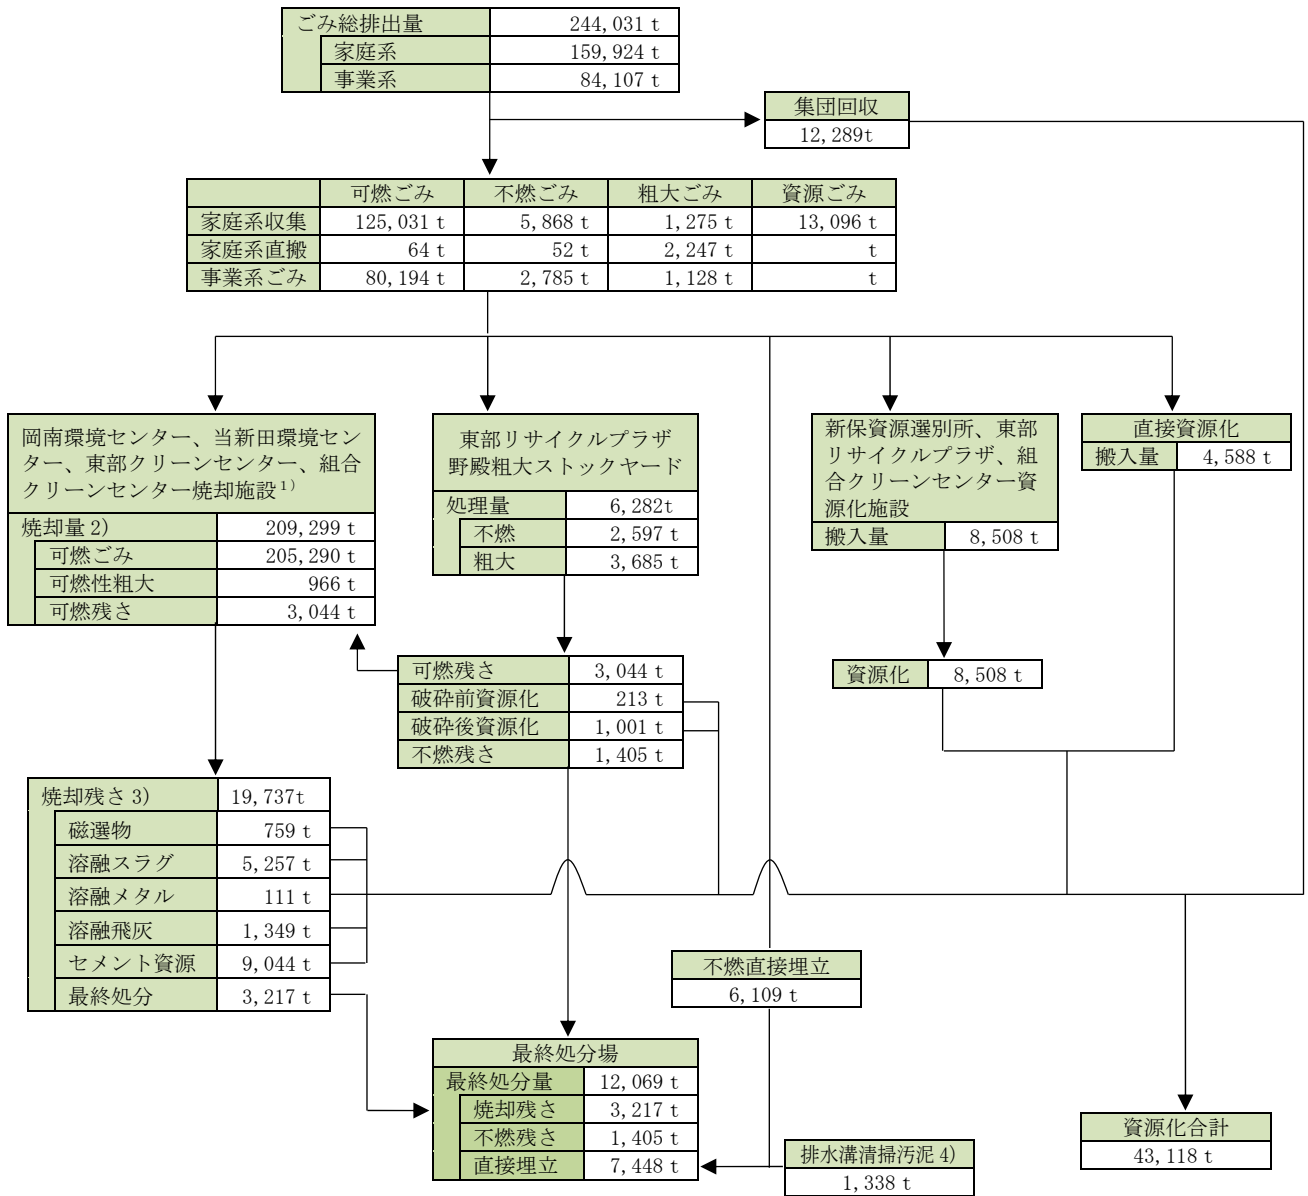 ごみ総排出量 244,031 t
家庭系 159,924 t
事業系 84,107 t
集団回収
12,289t
可燃ごみ 不燃ごみ 粗大ごみ 資源ごみ
家庭系収集 125,031 t 5,868 t 1,275 t 13,096 t
家庭系直搬 64 t 52 t 2,247 t t
事業系ごみ 80,194 t 2,785 t 1,128 t t
岡南環境センター、当新田環境セン
ター、東部クリーンセンター、組合
クリーンセンター焼却施設1)
焼却量 2) 209,299 t
可燃ごみ 205,290 t
可燃性粗大 966 t
可燃残さ 3,044 t
東部リサイクルプラザ
野殿粗大ストックヤード
処理量 6,282t
不燃 2,597 t
粗大 3,685 t
新保資源選別所、東部
リサイクルプラザ、組
合クリーンセンター資
源化施設
搬入量 8,508 t
直接資源化
搬入量 4,588 t
可燃残さ 3,044 t
破砕前資源化 213 t
破砕後資源化 1,001 t
不燃残さ 1,405 t
資源化 8,508 t
焼却残さ 3) 19,737t
磁選物 759 t
溶融スラグ 5,257 t
溶融メタル 111 t
溶融飛灰 1,349 t
セメント資源 9,044 t
最終処分 3,217 t
不燃直接埋立
6,109 t
最終処分場
最終処分量 12,069 t
焼却残さ 3,217 t
不燃残さ 1,405 t
直接埋立 7,448 t
排水溝清掃汚泥 4)
1,338 t
資源化合計
43,118 t